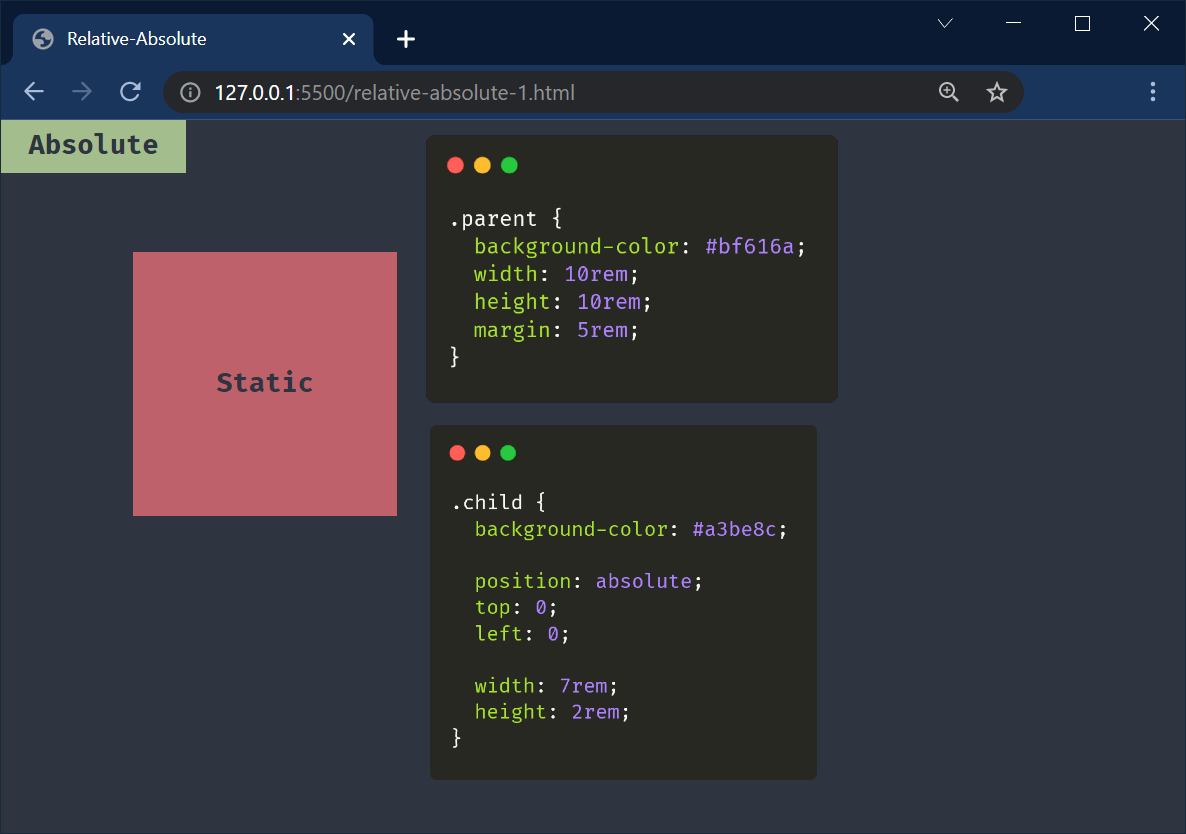 Relative-Absolute
127.0.0.1:5500/relative-absolute-1.html
Absolute
Static
.parent {
  background-color: #bf616a;
  width: 10rem;
  height: 10rem;
  margin: 5rem;
}
.child {
  background-color: #a3be8c;

  position: absolute;
  top: 0;
  left: 0;

  width: 7rem;
  height: 2rem;
}